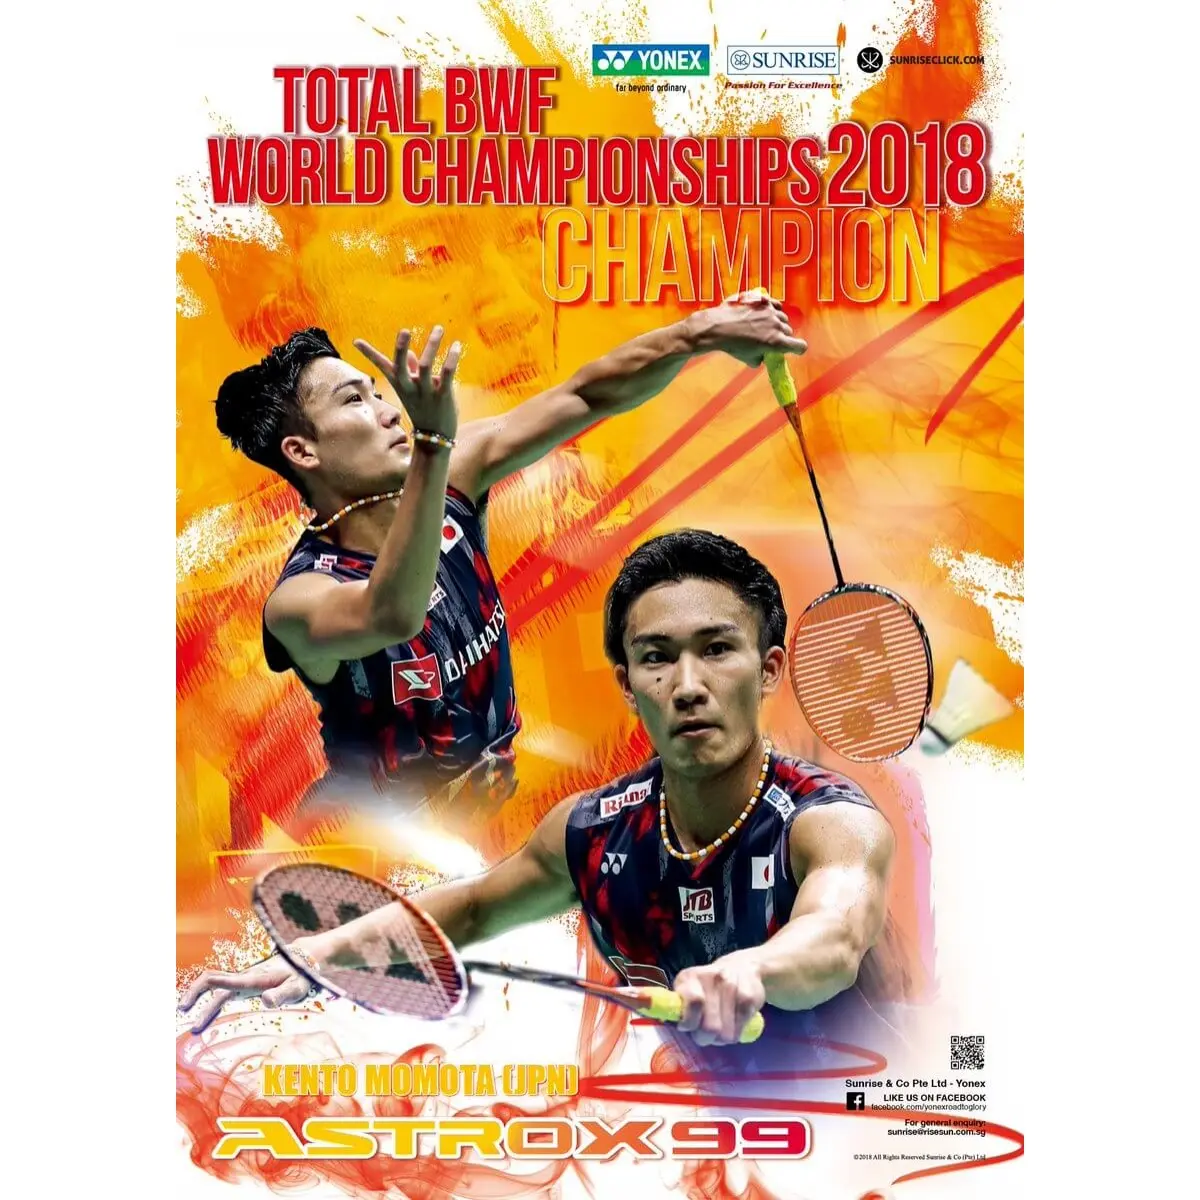 YONEX
far beyond ordinary
SUNRISE
Passion For Excellence
SUNRISECLICK.COM
TOTAL BWF
WORLD CHAMPIONSHIPS 2018
CHAMPION
DAIHATSU
JTB
SPORTS
KENTO MOMOTA (JPN)
ASTROX 99
Sunrise & Co Pte Ltd - Yonex
LIKE US ON FACEBOOK
facebook.com/yonexroadtoglory
For general enquiry:
sunrise@risesun.com.sg
©2018 All Rights Reserved Sunrise & Co (Pte) Ltd